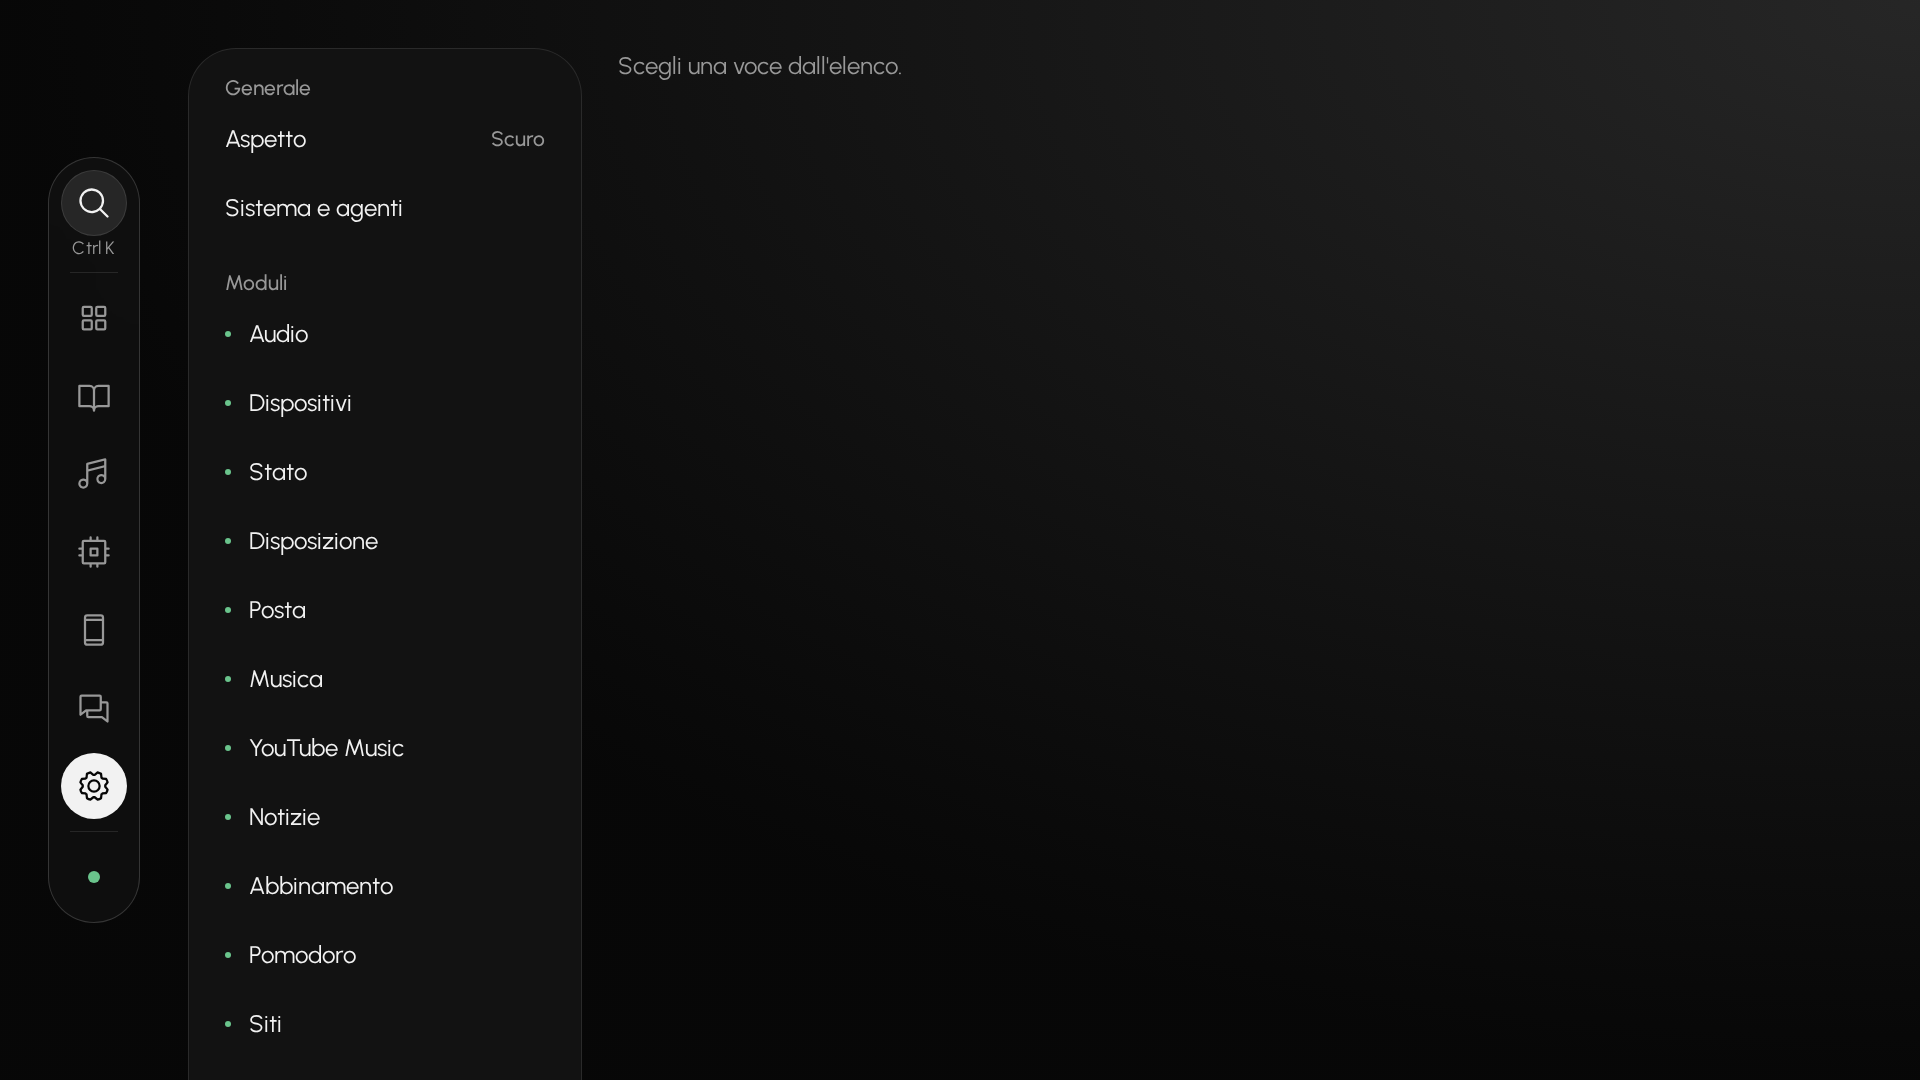 Ctrl K
Generale
Aspetto Scuro
Sistema e agenti
Moduli
Audio
Dispositivi
Stato
Disposizione
Posta
Musica
YouTube Music
Notizie
Abbinamento
Pomodoro
Siti
Scegli una voce dall'elenco.